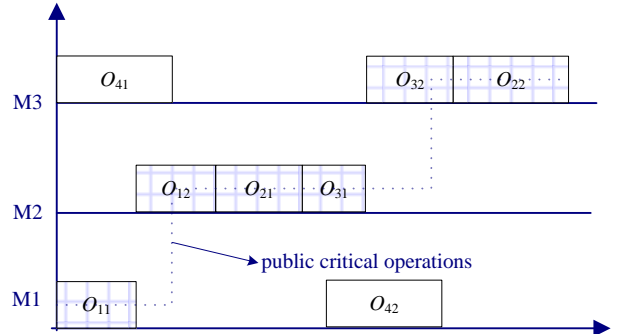 O41
O32
O22
M3
O12
O21
O31
M2
public critical operations
M1
O11
O42